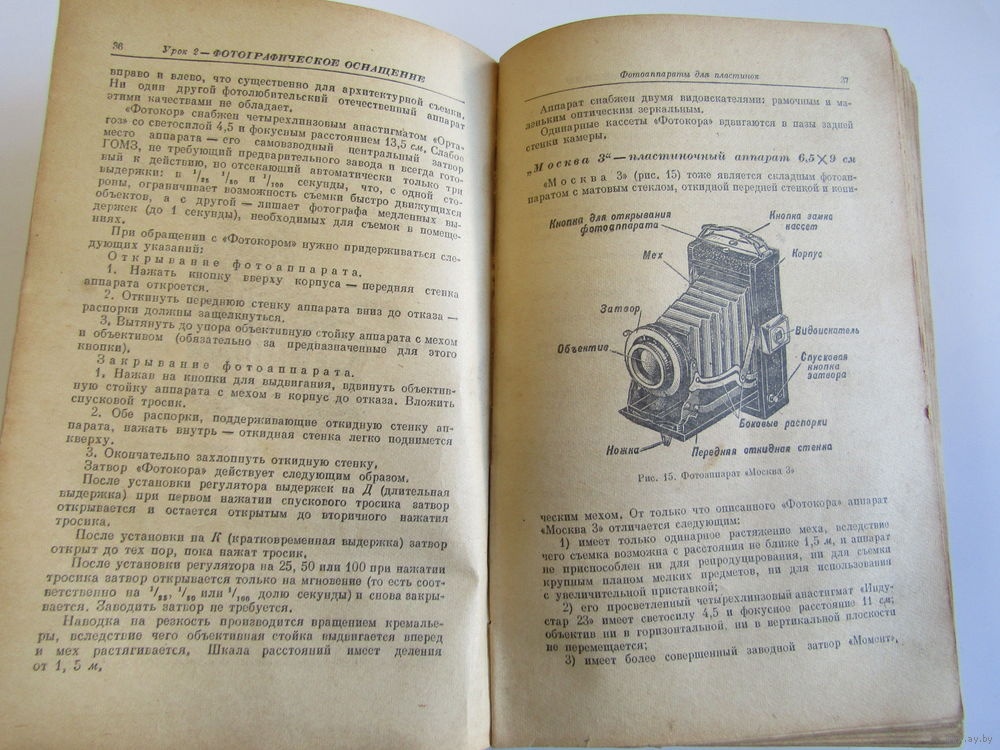 36 Урок 2 — ФОТОГРАФИЧЕСКОЕ ОСНАЩЕНИЕ
вправо и влево, что существенно для архитектурной съемки.
Ни один другой фотолюбительский отечественный аппарат
этими качествами не обладает.
«Фотокор» снабжен четырехлинзовым анастигматом «Орта-
гоз» со светосилой 4,5 и фокусным расстоянием 13,5 см. Слабое
место аппарата — его самовзводный центральный затвор
ГОМЗ, не требующий предварительного завода и всегда гото-
вый к действию, но отсекающий автоматически только три
выдержки: в 1/25 1/50 и 1/100 секунды, что, с одной сто-
роны, ограничивает возможность съемки быстро движущихся
объектов, а с другой — лишает фотографа медленных вы-
держек (до 1 секунды), необходимых для съемок в помеще-
ниях.
При обращении с «Фотокором» нужно придерживаться сле-
дующих указаний:
Открывание фотоаппарата.
1. Нажать кнопку вверху корпуса — передняя стенка
аппарата откроется.
2. Откинуть переднюю стенку аппарата вниз до отказа —
распорки должны защелкнуться.
3. Вытянуть до упора объективную стойку аппарата с мехом
и объективом (обязательно за предназначенные для этого
кнопки).
Закрывание фотоаппарата.
1. Нажав на кнопки для выдвигания, вдвинуть объектив-
ную стойку аппарата с мехом в корпус до отказа. Вложить
спусковой тросик.
2. Обе распорки, поддерживающие откидную стенку ап-
парата, нажать внутрь — откидная стенка легко поднимется
кверху.
3. Окончательно захлопнуть откидную стенку.
Затвор «Фотокора» действует следующим образом.
После установки регулятора выдержек на Д (длительная
выдержка) при первом нажатии спускового тросика затвор
открывается и остается открытым до вторичного нажатия
тросика.
После установки на К (кратковременная выдержка) затвор
открыт до тех пор, пока нажат тросик.
После установки регулятора на 25, 50 или 100 при нажатии
тросика затвор открывается только на мгновение (то есть соот-
ветственно на 1/25, 1/50 или 1/100 долю секунды) и снова закры-
вается. Заводить затвор не требуется.
Наводка на резкость производится вращением кремалье-
ры, вследствие чего объективная стойка выдвигается вперед
и мех растягивается. Шкала расстояний имеет деления
от 1, 5 м.
Фотоаппараты для пластинок 37
Аппарат снабжен двумя видоискателями: рамочным и ма-
леньким оптическим зеркальным.
Одинарные кассеты «Фотокора» вдвигаются в пазы задней
стенки камеры.
„Москва 3“ — пластиночный аппарат 6,5×9 см
«Москва 3» (рис. 15) тоже является складным фотоап-
паратом с матовым стеклом, откидной передней стенкой и кони-
Кнопка для открывания
фотоаппарата
Кнопка замка
кассет
Мех
Корпус
Затвор
Видоискатель
Объектив
Спусковая
кнопка
затвора
Боковые распорки
Ножка
Передняя откидная стенка
Рис. 15. Фотоаппарат «Москва 3»
ческим мехом. От только что описанного «Фотокора» аппарат
«Москва 3» отличается следующим:
1) имеет только одинарное растяжение меха, вследствие
чего съемка возможна с расстояния не ближе 1,5 м, и аппарат
не приспособлен ни для репродуцирования, ни для съемки
крупным планом мелких предметов, ни для использования
с увеличительной приставкой;
2) его просветленный четырехлинзовый анастигмат «Инду-
стар 23» имеет светосилу 4,5 и фокусное расстояние 11 см;
объектив ни в горизонтальной, ни в вертикальной плоскости
не перемещается;
3) имеет более совершенный заводной затвор «Момент»,